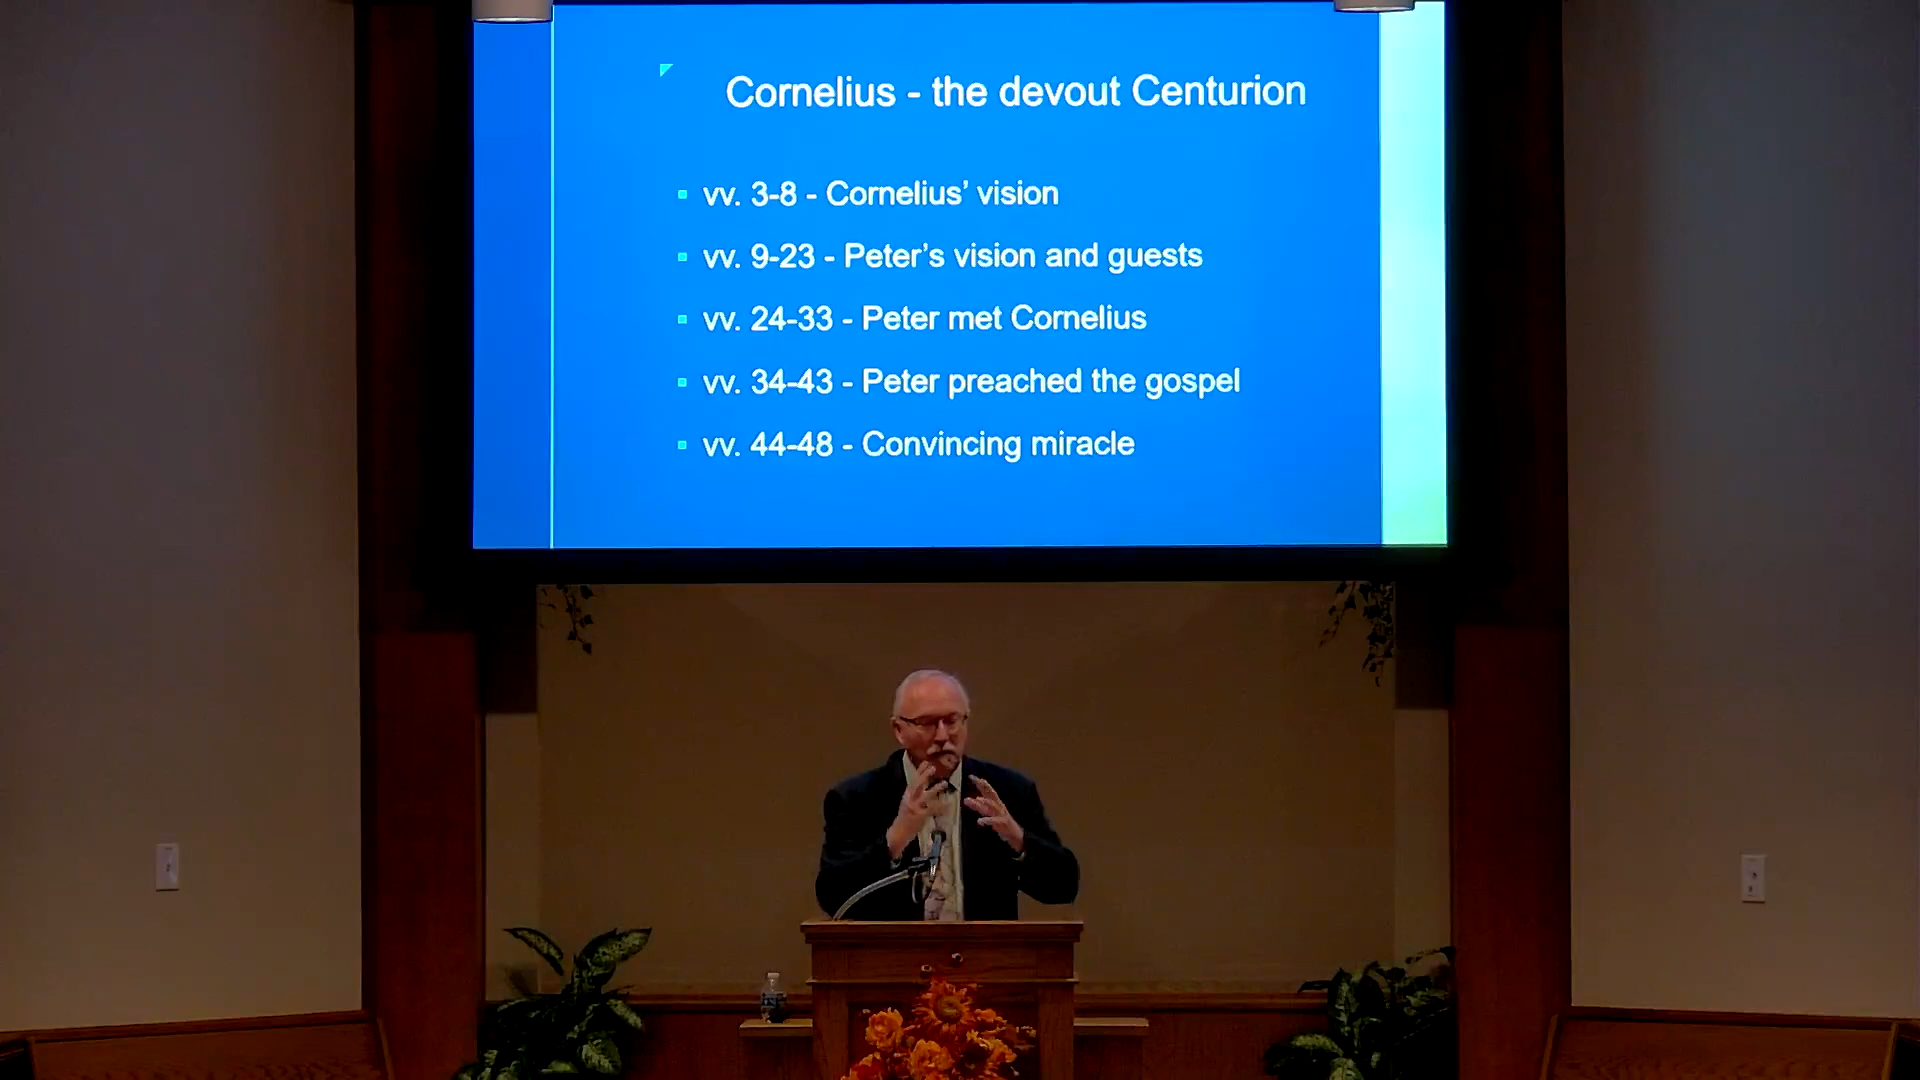 Cornelius - the devout Centurion
vv. 3-8 - Cornelius’ vision
vv. 9-23 - Peter’s vision and guests
vv. 24-33 - Peter met Cornelius
vv. 34-43 - Peter preached the gospel
vv. 44-48 - Convincing miracle